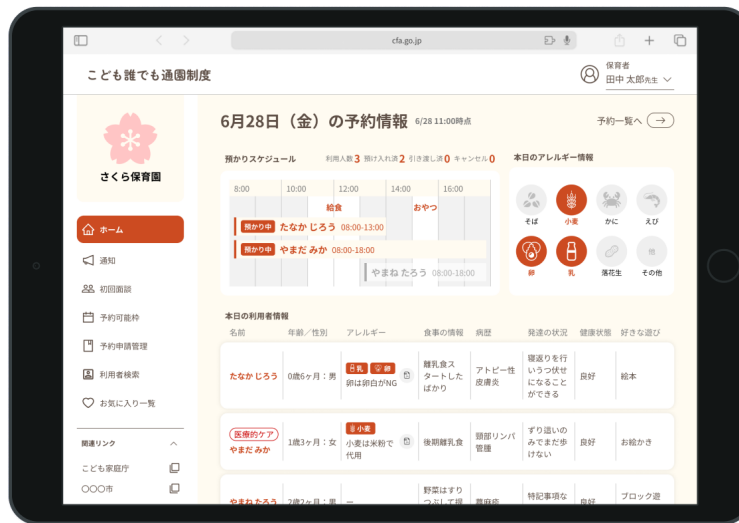 cfa.go.jp
こども誰でも通園制度
保育者
田中 太郎先生
さくら保育園
ホーム
通知
初回面談
予約可能枠
予約申請管理
利用者検索
お気に入り一覧
関連リンク
こども家庭庁
〇〇〇市
6月28日（金）の予約情報 6/28 11:00時点
予約一覧へ
預かりスケジュール 利用人数3 預け入れ済2 引き渡し済0 キャンセル0
8:00 10:00 12:00 14:00 16:00
給食 おやつ
預かり中 たなか じろう 08:00-13:00
預かり中 やまだ みか 08:00-18:00
やまね たろう 08:00-18:00
本日のアレルギー情報
そば 小麦 かに えび
卵 乳 落花生 他 その他
本日の利用者情報
名前 年齢／性別 アレルギー 食事の情報 病歴 発達の状況 健康状態 好きな遊び
たなか じろう
0歳6ヶ月：男
乳 卵
卵は卵白がNG
離乳食ス
タートした
ばかり
アトピー性
皮膚炎
寝返りを行
いうつ伏せ
になること
ができる
良好
絵本
医療的ケア
やまだ みか
1歳3ヶ月：女
小麦
小麦は米粉で
代用
後期離乳食
頸部リンパ
管腫
ずり這いの
みでまだ歩
けない
良好
お絵かき
やまね たろう
2歳2ヶ月：男
ー
野菜はすり
つぶして提
蕁麻疹
特記事項な
良好
ブロック遊